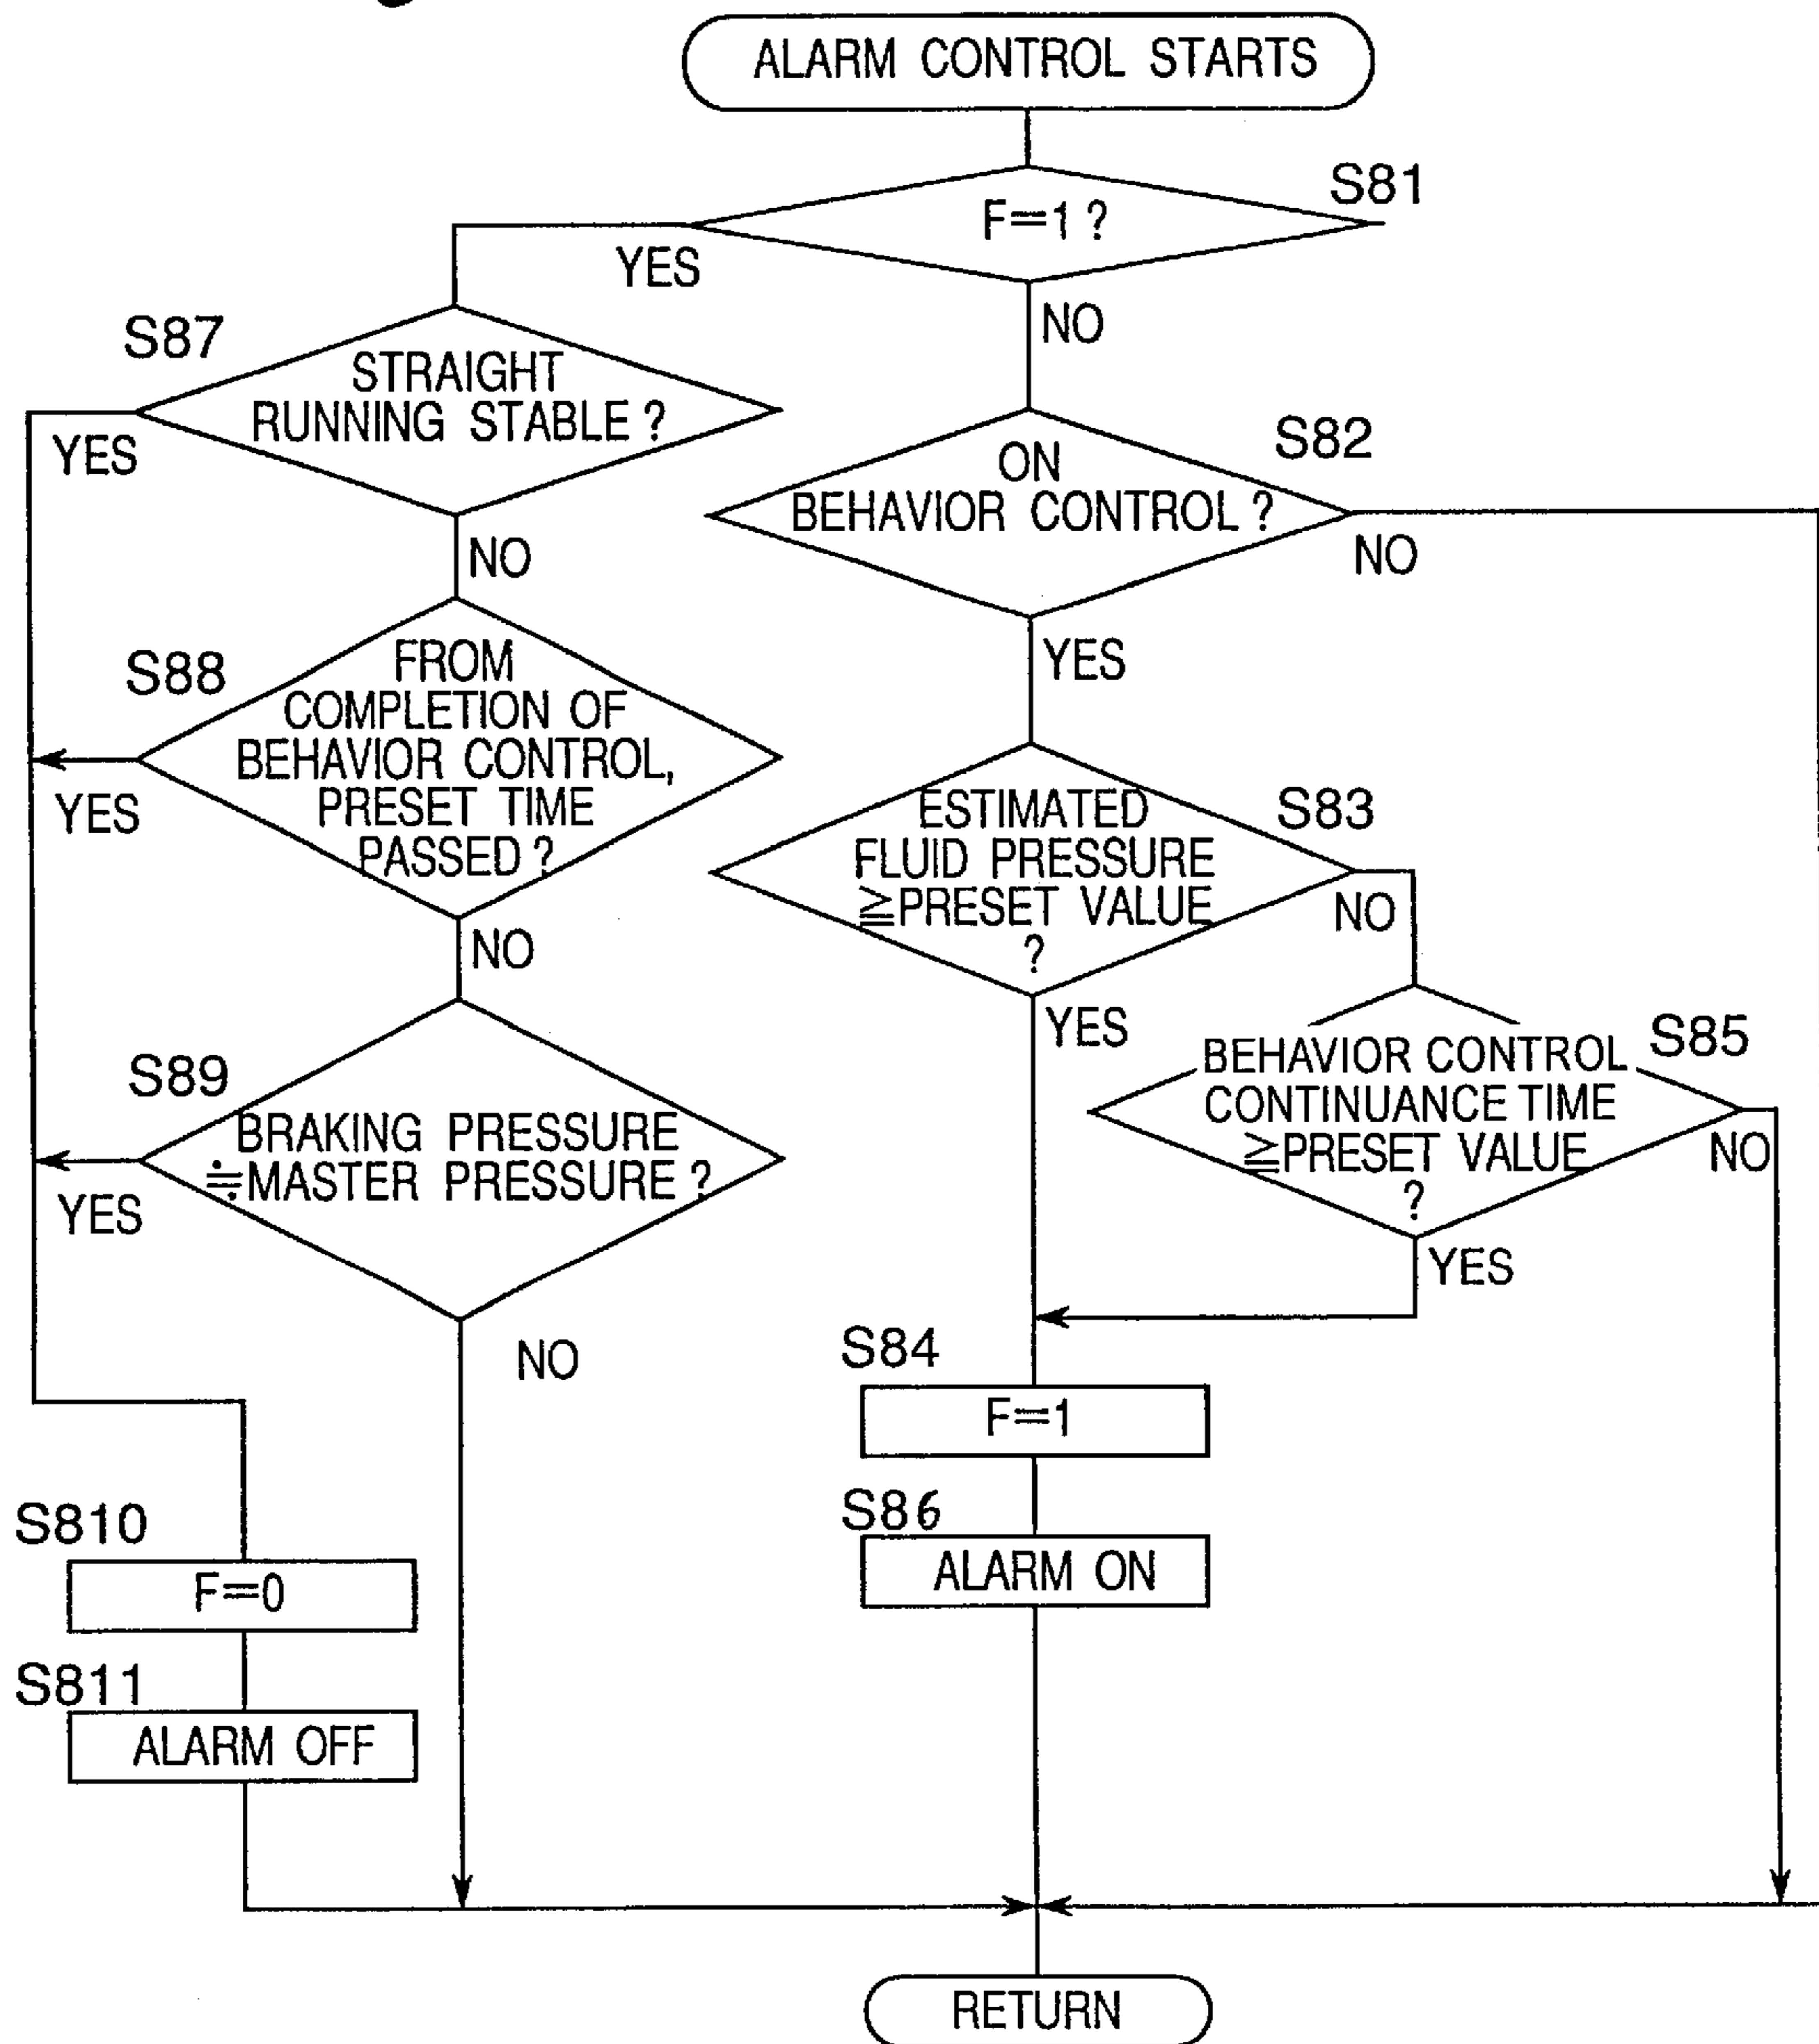 ALARM CONTROL STARTS
S81
F=1?
YES
NO
S87
STRAIGHT
RUNNING STABLE?
YES
NO
S82
ON
BEHAVIOR CONTROL?
NO
YES
S88
FROM
COMPLETION OF
BEHAVIOR CONTROL,
PRESET TIME
PASSED?
YES
NO
S83
ESTIMATED
FLUID PRESSURE
≧PRESET VALUE
?
NO
YES
S85
BEHAVIOR CONTROL
CONTINUANCE TIME
≧PRESET VALUE
?
NO
YES
S89
BRAKING PRESSURE
≒MASTER PRESSURE?
YES
NO
S84
F=1
S86
ALARM ON
S810
F=0
S811
ALARM OFF
RETURN